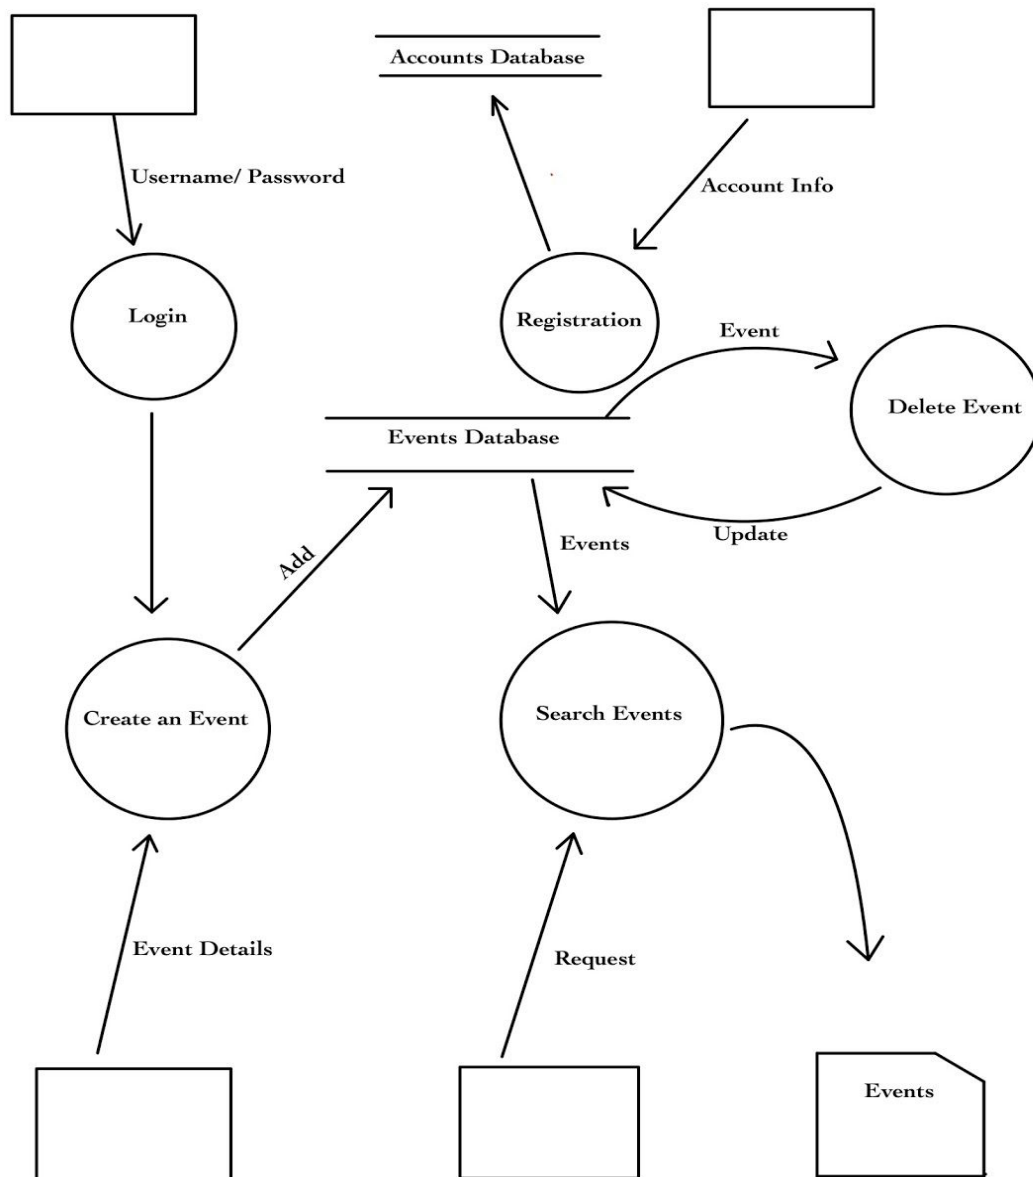 Accounts Database
Username/ Password
Account Info
Login
Registration
Event
Delete Event
Events Database
Update
Events
Add
Create an Event
Search Events
Event Details
Request
Events